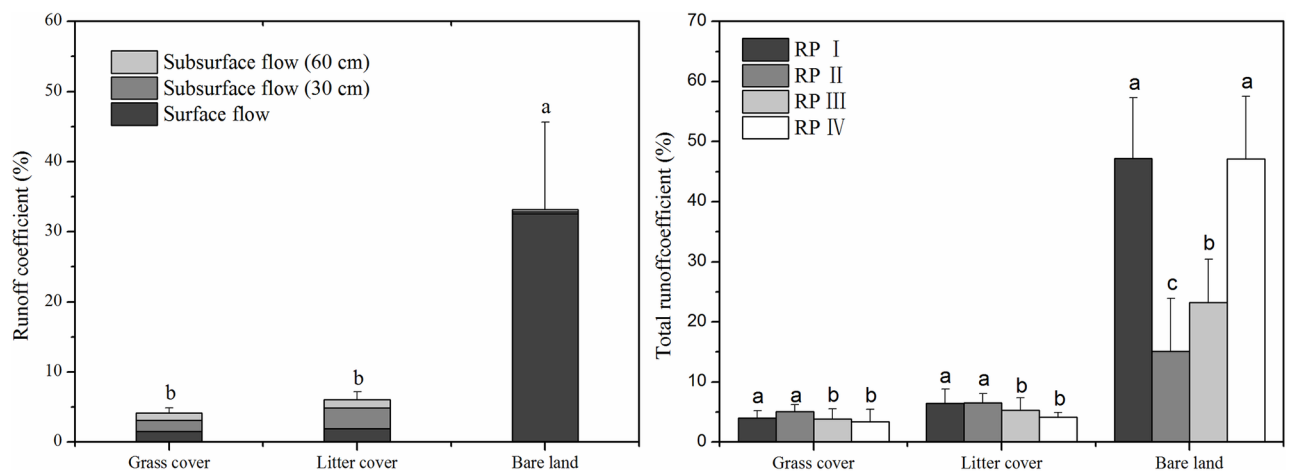 60
50
40
30
20
10
0
Runoff coefficient (%)
Subsurface flow (60 cm)
Subsurface flow (30 cm)
Surface flow
b
b
a
Grass cover
Litter cover
Bare land
70
60
50
40
30
20
10
0
Total runoffcoefficient (%)
RP Ⅰ
RP Ⅱ
RP Ⅲ
RP Ⅳ
a
a
b
b
a
a
b
b
a
c
b
a
Grass cover
Litter cover
Bare land